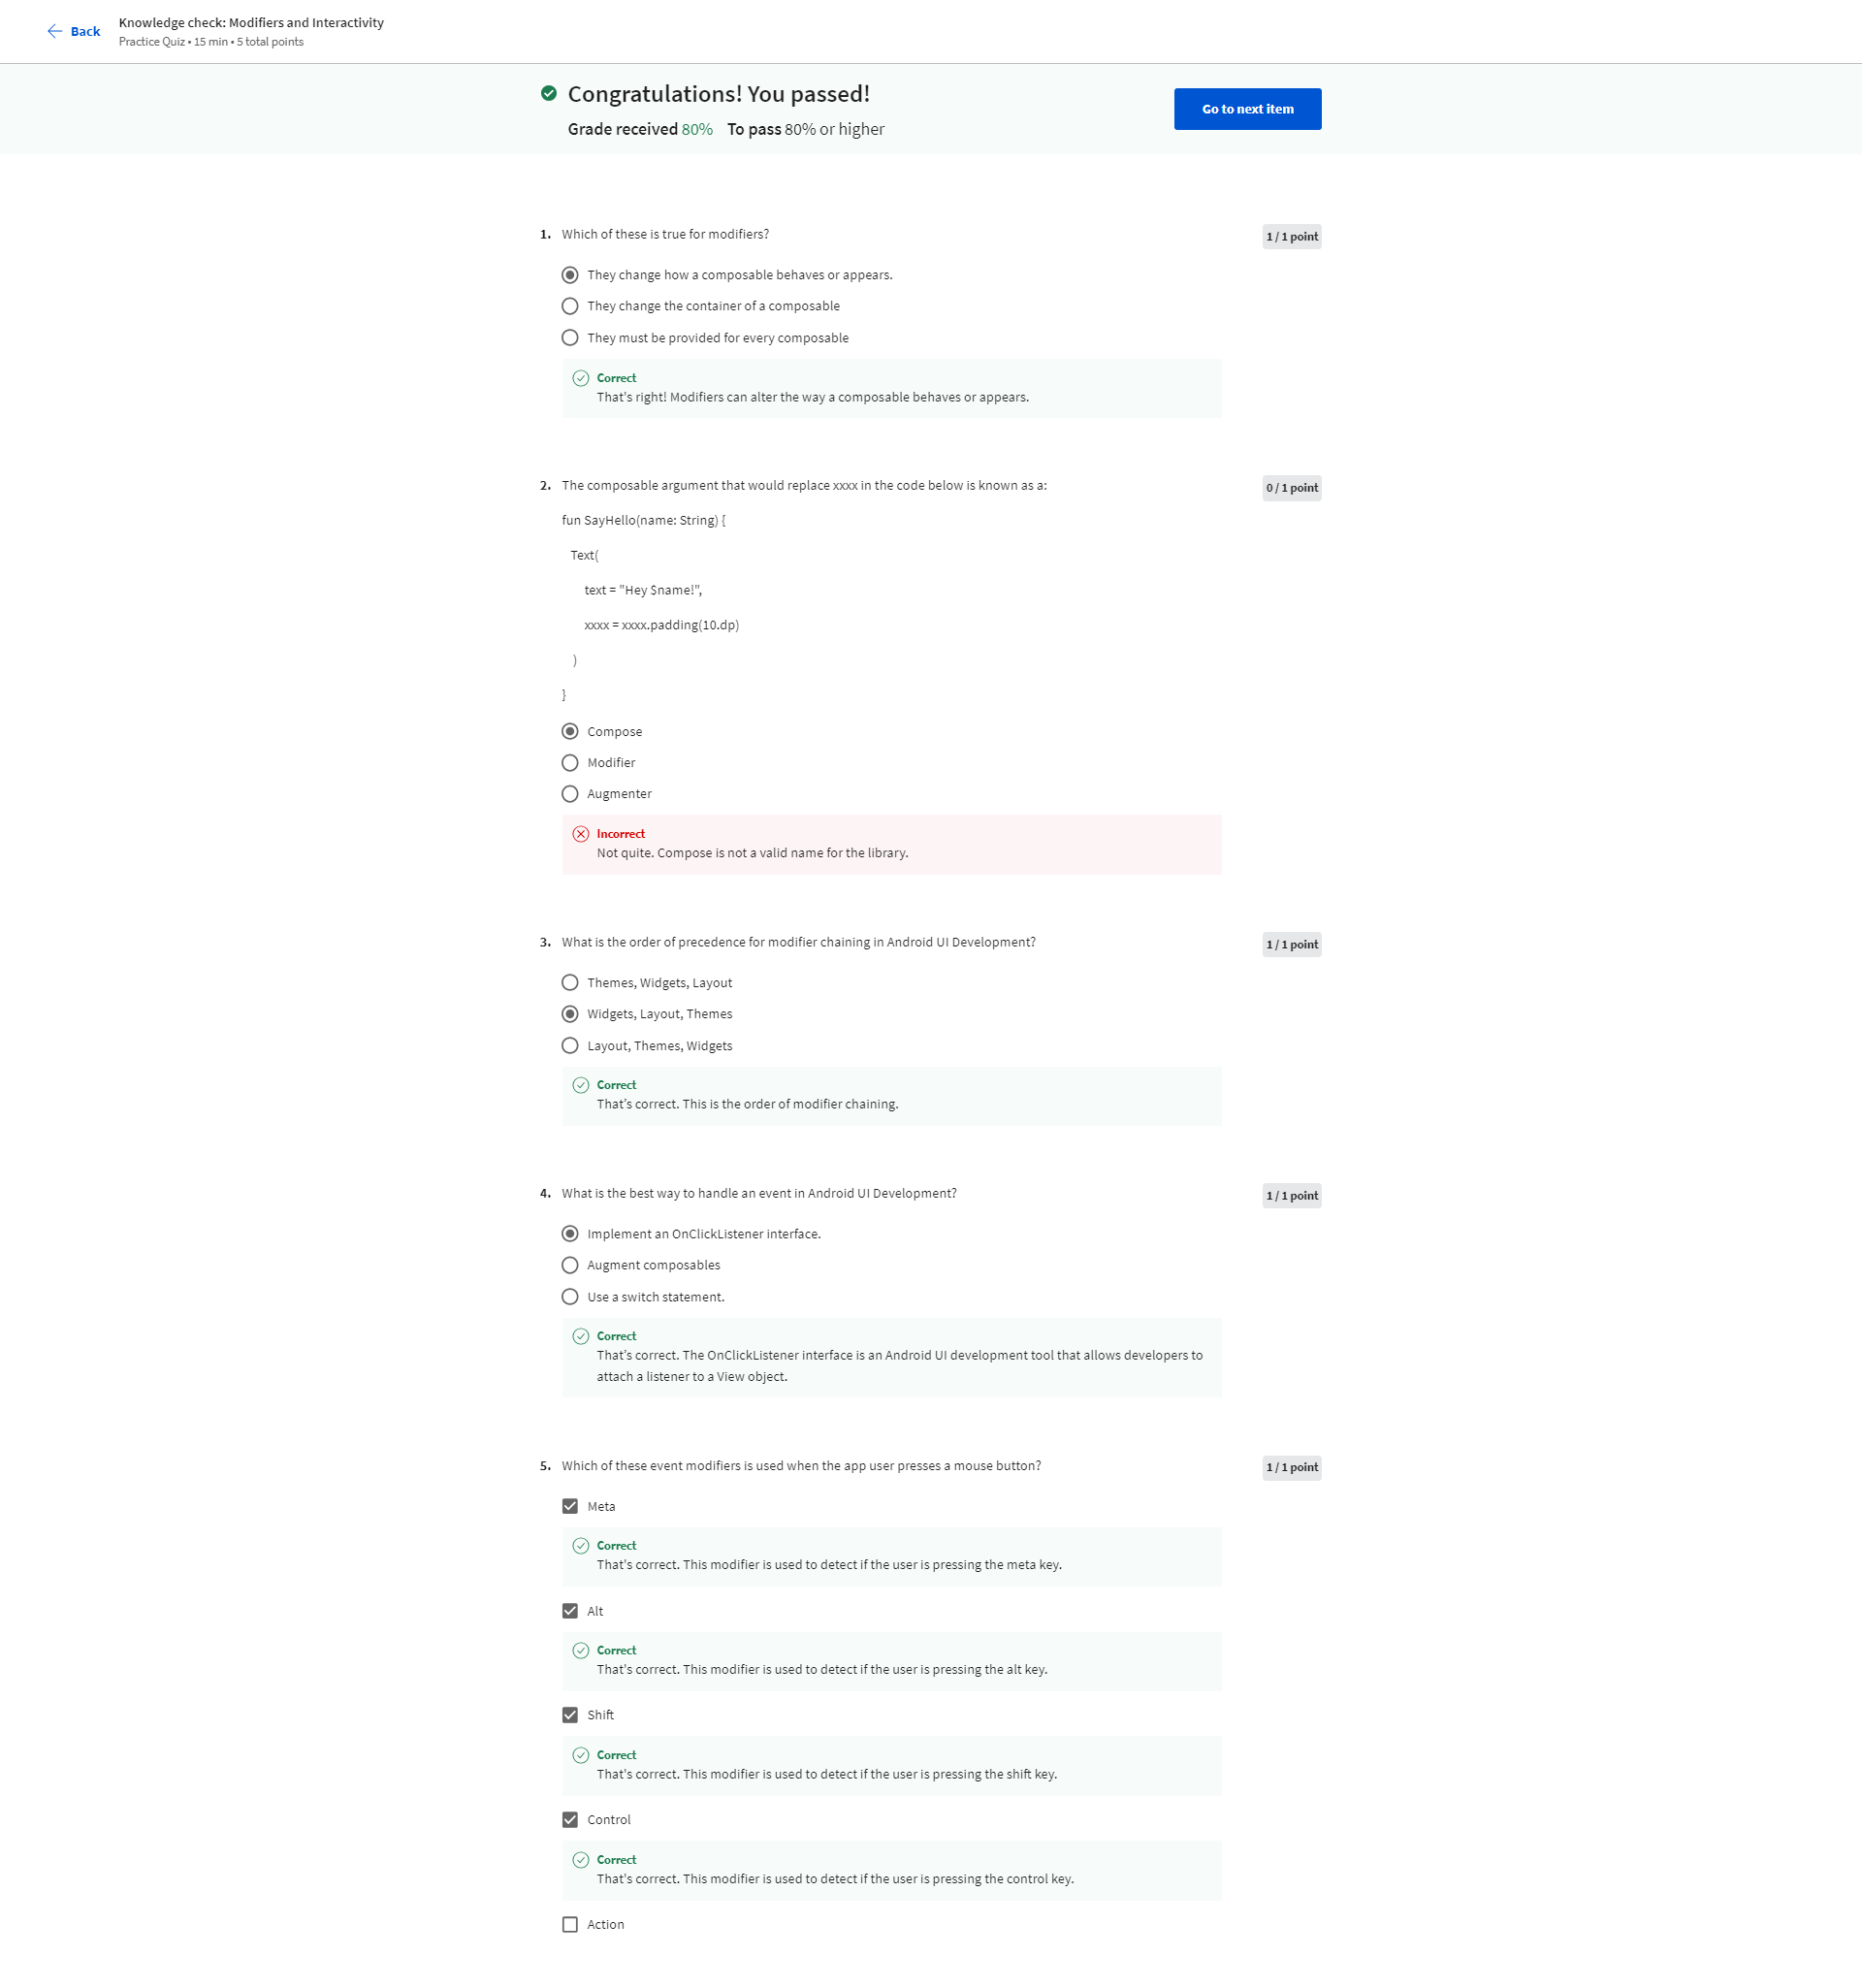 Back
Knowledge check: Modifiers and Interactivity
Practice Quiz • 15 min • 5 total points
Congratulations! You passed!
Grade received 80% To pass 80% or higher
Go to next item
1. Which of these is true for modifiers?
1 / 1 point
They change how a composable behaves or appears.
They change the container of a composable
They must be provided for every composable
Correct
That's right! Modifiers can alter the way a composable behaves or appears.
2. The composable argument that would replace xxxx in the code below is known as a:
0 / 1 point
fun SayHello(name: String) {
Text(
text = "Hey $name!",
xxxx = xxxx.padding(10.dp)
)
}
Compose
Modifier
Augmenter
Incorrect
Not quite. Compose is not a valid name for the library.
3. What is the order of precedence for modifier chaining in Android UI Development?
1 / 1 point
Themes, Widgets, Layout
Widgets, Layout, Themes
Layout, Themes, Widgets
Correct
That’s correct. This is the order of modifier chaining.
4. What is the best way to handle an event in Android UI Development?
1 / 1 point
Implement an OnClickListener interface.
Augment composables
Use a switch statement.
Correct
That’s correct. The OnClickListener interface is an Android UI development tool that allows developers to
attach a listener to a View object.
5. Which of these event modifiers is used when the app user presses a mouse button?
1 / 1 point
Meta
Correct
That's correct. This modifier is used to detect if the user is pressing the meta key.
Alt
Correct
That's correct. This modifier is used to detect if the user is pressing the alt key.
Shift
Correct
That's correct. This modifier is used to detect if the user is pressing the shift key.
Control
Correct
That's correct. This modifier is used to detect if the user is pressing the control key.
Action